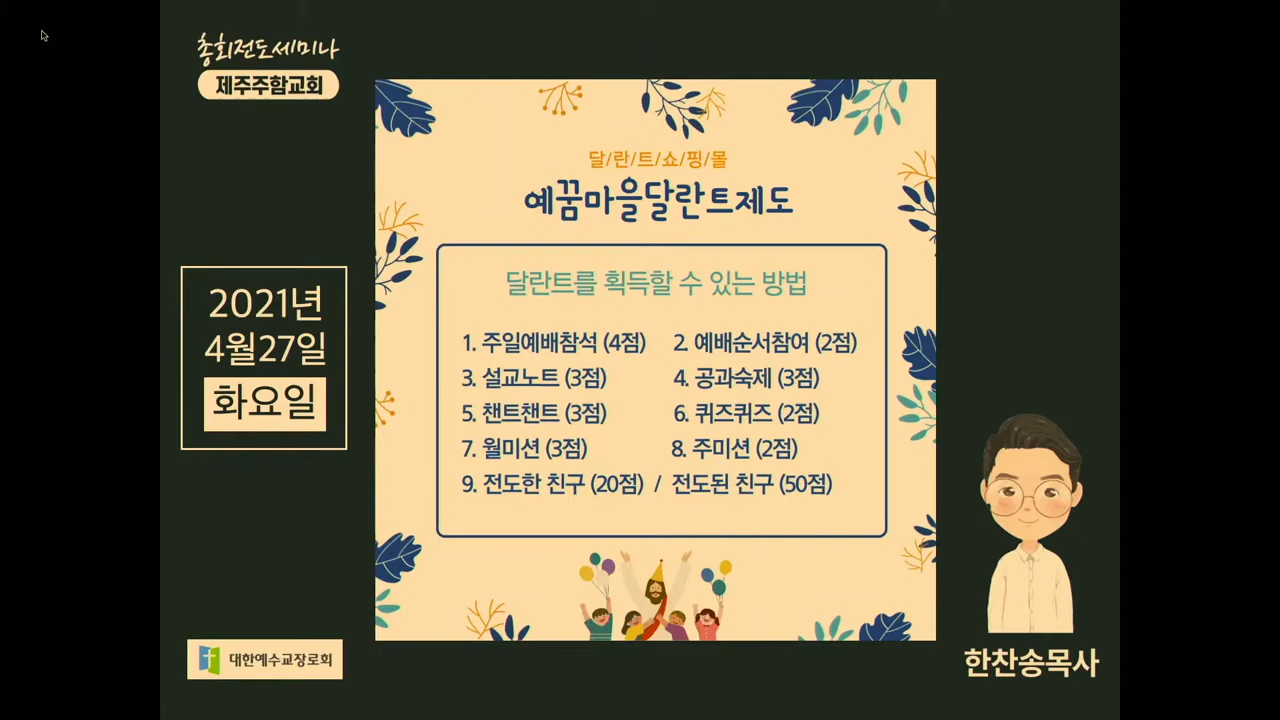 총회전도세미나
제주주함교회
2021년
4월27일
화요일
달/란/트/쇼/핑/몰
예꿈마을달란트제도
달란트를 획득할 수 있는 방법
1. 주일예배참석 (4점) 2. 예배순서참여 (2점)
3. 설교노트 (3점) 4. 공과숙제 (3점)
5. 챈트챈트 (3점) 6. 퀴즈퀴즈 (2점)
7. 월미션 (3점) 8. 주미션 (2점)
9. 전도한 친구 (20점) / 전도된 친구 (50점)
대한예수교장로회
한찬송목사